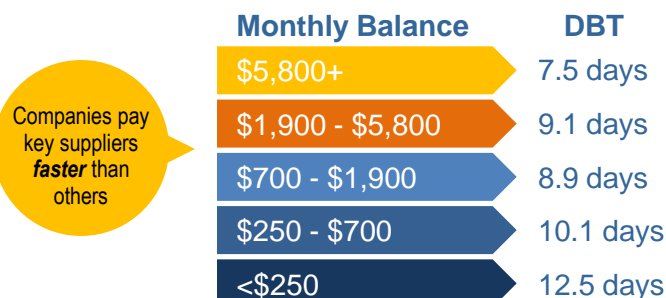 Monthly Balance DBT
$5,800+ 7.5 days
Companies pay
key suppliers
faster than
others
$1,900 - $5,800 9.1 days
$700 - $1,900 8.9 days
$250 - $700 10.1 days
<$250 12.5 days